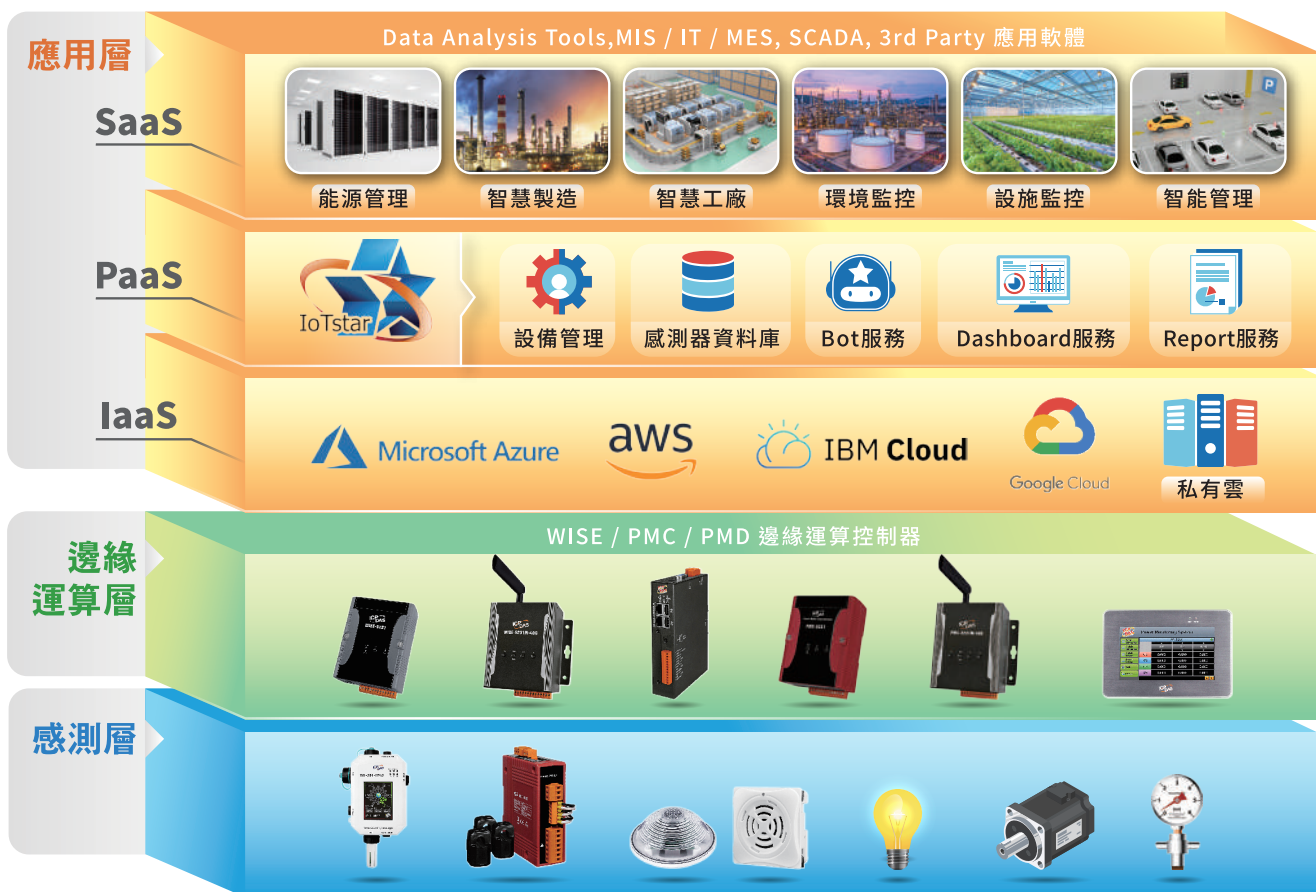 應用層
Data Analysis Tools,MIS / IT / MES, SCADA, 3rd Party 應用軟體
SaaS
P
能源管理
智慧製造
智慧工廠
環境監控
設施監控
智能管理
PaaS
IoTstar
設備管理
感測器資料庫
Bot服務
Dashboard服務
Report服務
IaaS
Microsoft Azure
aws
IBM Cloud
Google Cloud
私有雲
邊緣
運算層
WISE / PMC / PMD 邊緣運算控制器
感測層